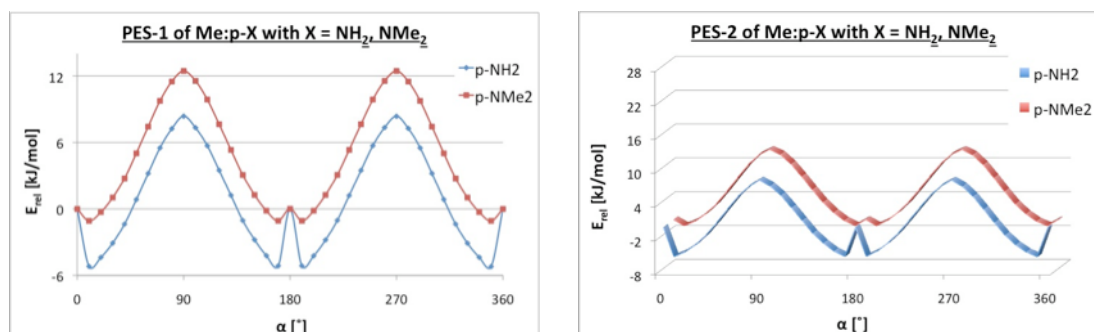 PES-1 of Me:p-X with X = NH₂, NMe₂
p-NH2
p-NMe2
12
6
0
-6
E_rel [kJ/mol]
0
90
180
270
360
α [°]
PES-2 of Me:p-X with X = NH₂, NMe₂
p-NH2
p-NMe2
28
22
16
10
4
-2
-8
E_rel [kJ/mol]
0
90
180
270
360
α [°]